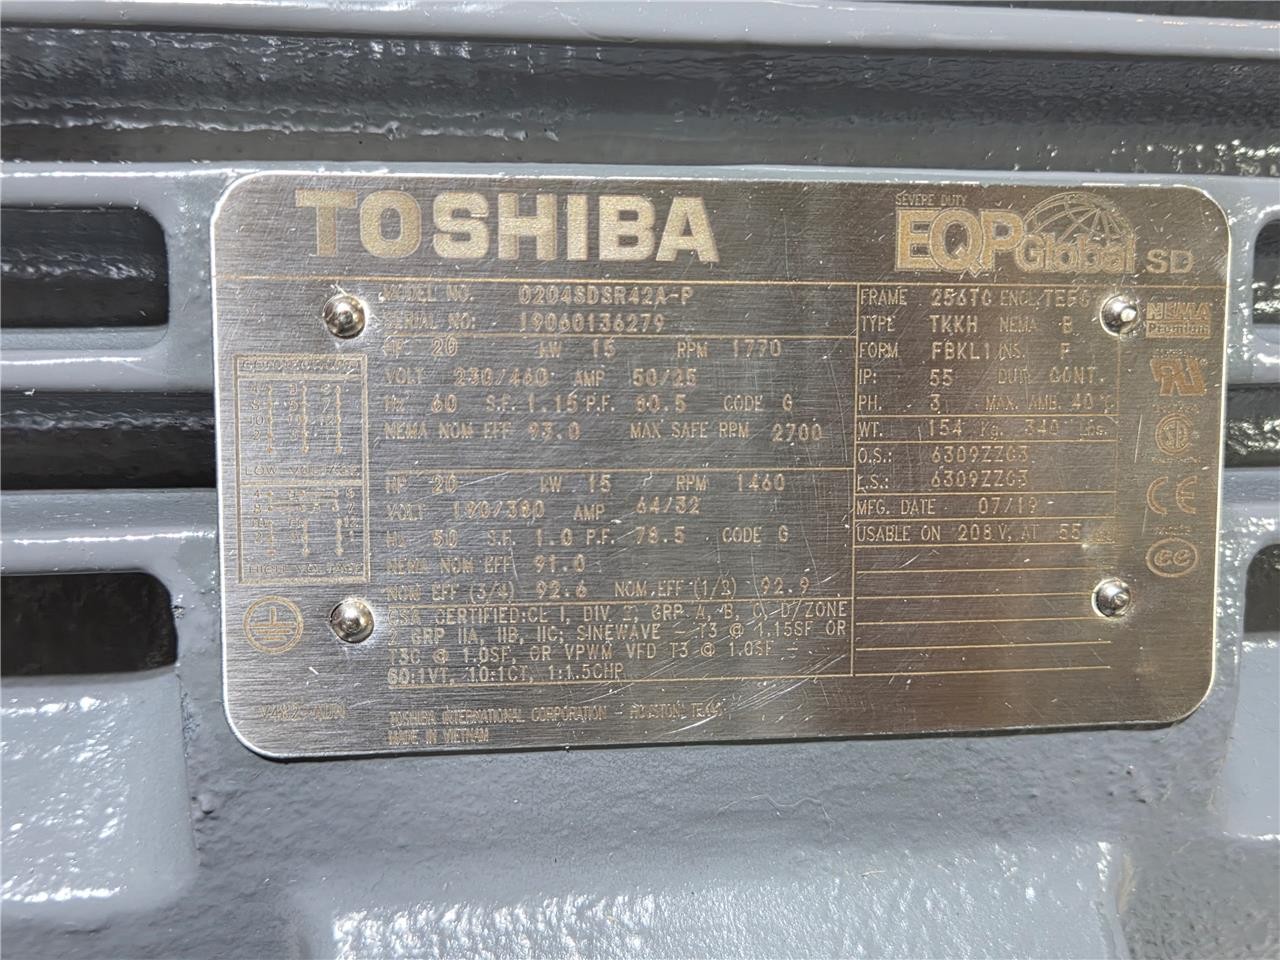 TOSHIBA
SEVERE DUTY
EQP Global SD
MODEL NO. 0204SDSR42A-P
SERIAL NO: 19060136279
HP 20 kW 15 RPM 1770
VOLT 230/460 AMP 50/25
Hz 60 S.F. 1.15 P.F. 80.5 CODE G
NEMA NOM EFF 93.0 MAX SAFE RPM 2700
HP 20 kW 15 RPM 1460
VOLT 190/380 AMP 64/32
Hz 50 S.F. 1.0 P.F. 78.5 CODE G
NEMA NOM EFF 91.0
NOM EFF (3/4) 92.6 NOM.EFF (1/2) 92.9
CSA CERTIFIED:CL I, DIV 2, GRP A, B, C, D/ZONE
2 GRP IIA, IIB, IIC; SINEWAVE - T3 @ 1.15SF OR
T3C @ 1.0SF, OR VPWM VFD T3 @ 1.0SF -
60:1VT, 10:1CT, 1:1.5CHP
FRAME 256TC ENCL. TEFC
TYPE TKKH NEMA B
FORM FBKL1 INS. F
IP: 55 DUTY CONT.
PH. 3 MAX. AMB. 40°C
WT. 154 Kg. 340 Lbs.
O.S.: 6309ZZC3
L.S.: 6309ZZC3
MFG. DATE 07/19
USABLE ON 208V, AT 55
NEMA
Premium
CE
LOW VOLTAGE
HIGH VOLTAGE
TOSHIBA INTERNATIONAL CORPORATION - HOUSTON, TEXAS
MADE IN VIETNAM